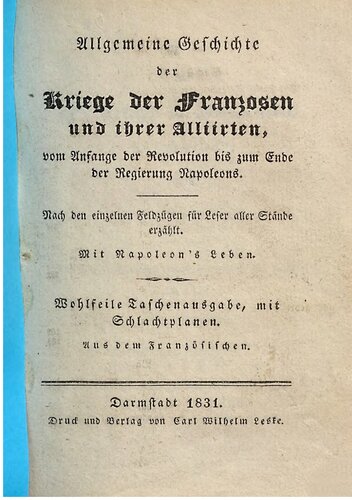 Allgemeine Geschichte
der
Kriege der Franzosen
und ihrer Alliirten,
vom Anfange der Revolution bis zum Ende
der Regierung Napoleons.
Nach den einzelnen Feldzügen für Leser aller Stände
erzählt.
Mit Napoleon's Leben.
Wohlfeile Taschenausgabe, mit
Schlachtplanen.
Aus dem Französischen.
Darmstadt 1831.
Druck und Verlag von Carl Wilhelm Leske.